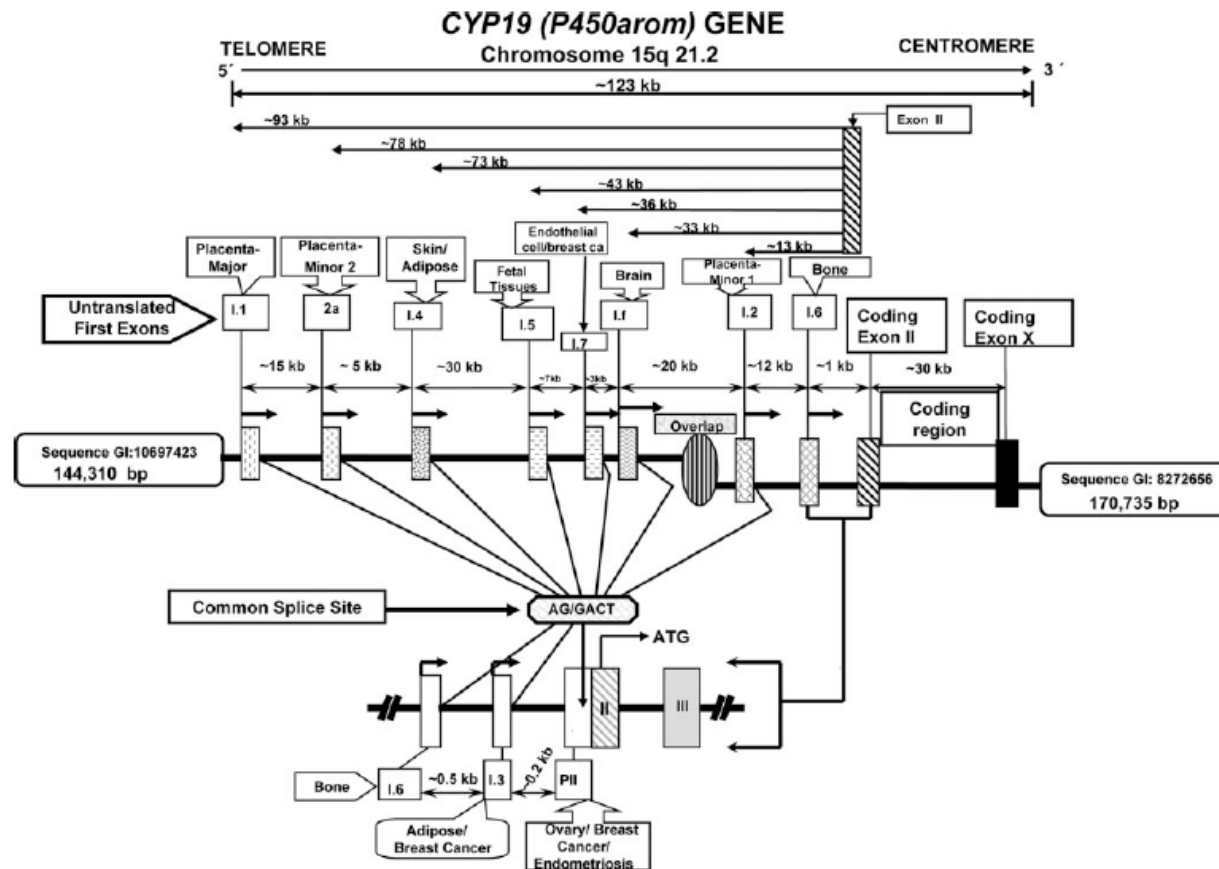 CYP19 (P450arom) GENE
TELOMERE
Chromosome 15q 21.2
CENTROMERE
5´
3 ´
~123 kb
~93 kb
Exon II
~78 kb
~73 kb
~43 kb
~36 kb
~33 kb
~13 kb
Placenta-
Major
Placenta-
Minor 2
Skin/
Adipose
Fetal
Tissues
Endothelial
cell/breast ca
Brain
Placenta-
Minor 1
Bone
Untranslated
First Exons
I.1
2a
I.4
I.5
I.7
I.f
I.2
I.6
Coding
Exon II
Coding
Exon X
~15 kb
~ 5 kb
~30 kb
~7kb
~3kb
~20 kb
~12 kb
~1 kb
~30 kb
Overlap
Coding
region
Sequence GI:10697423
144,310 bp
Sequence GI: 8272656
170,735 bp
Common Splice Site
AG/GACT
ATG
II
III
Bone
I.6
~0.5 kb
I.3
~0.2 kb
PII
Adipose/
Breast Cancer
Ovary/ Breast
Cancer/
Endometriosis